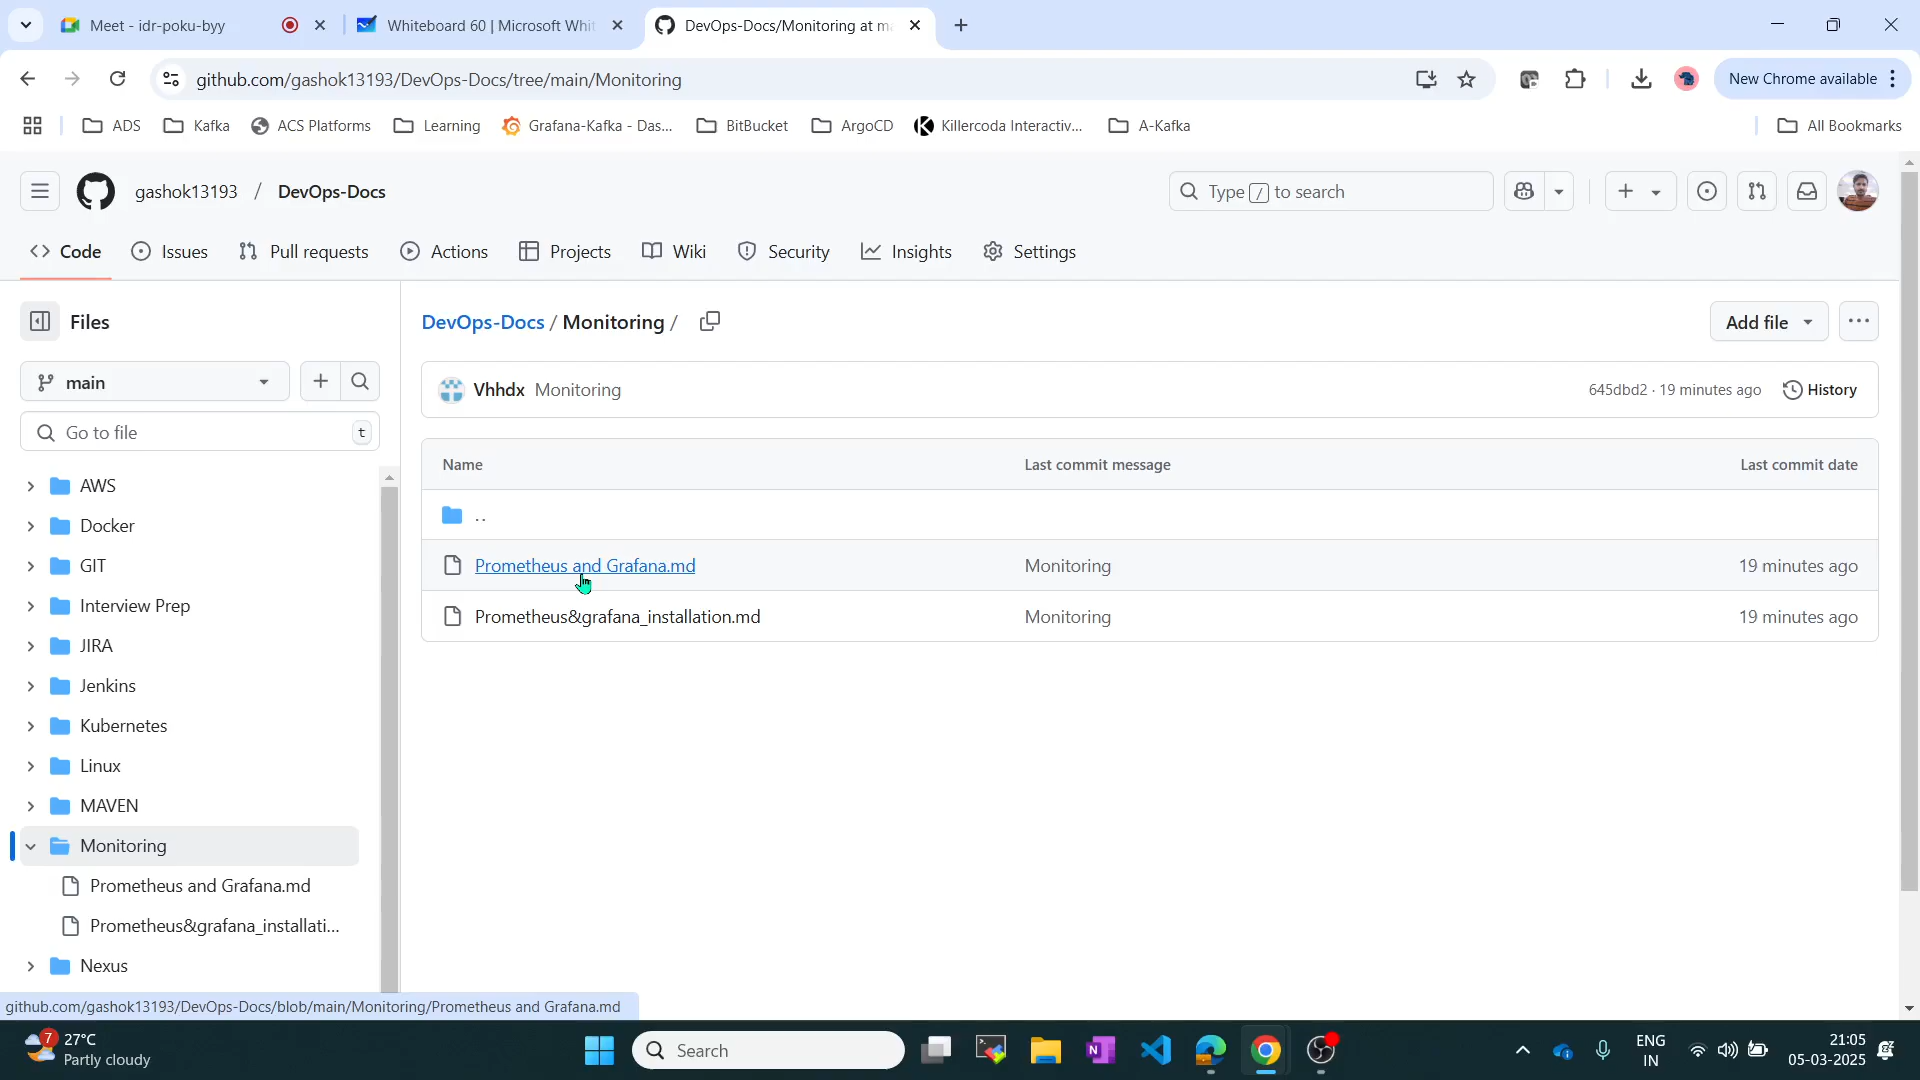 Meet - idr-poku-byy
Whiteboard 60 | Microsoft Whi
DevOps-Docs/Monitoring at ma
github.com/gashok13193/DevOps-Docs/tree/main/Monitoring
New Chrome available
ADS
Kafka
ACS Platforms
Learning
Grafana-Kafka - Das...
BitBucket
ArgoCD
Killercoda Interactiv...
A-Kafka
All Bookmarks
gashok13193 / DevOps-Docs
Type / to search
Code
Issues
Pull requests
Actions
Projects
Wiki
Security
Insights
Settings
Files
DevOps-Docs / Monitoring /
Add file
main
Vhhdx Monitoring
645dbd2 · 19 minutes ago
History
Go to file
t
Name
Last commit message
Last commit date
..
Prometheus and Grafana.md
Monitoring
19 minutes ago
Prometheus&grafana_installation.md
Monitoring
19 minutes ago
AWS
Docker
GIT
Interview Prep
JIRA
Jenkins
Kubernetes
Linux
MAVEN
Monitoring
Prometheus and Grafana.md
Prometheus&grafana_installati...
Nexus
github.com/gashok13193/DevOps-Docs/blob/main/Monitoring/Prometheus and Grafana.md
7
27°C
Partly cloudy
Search
N
ENG
IN
21:05
05-03-2025